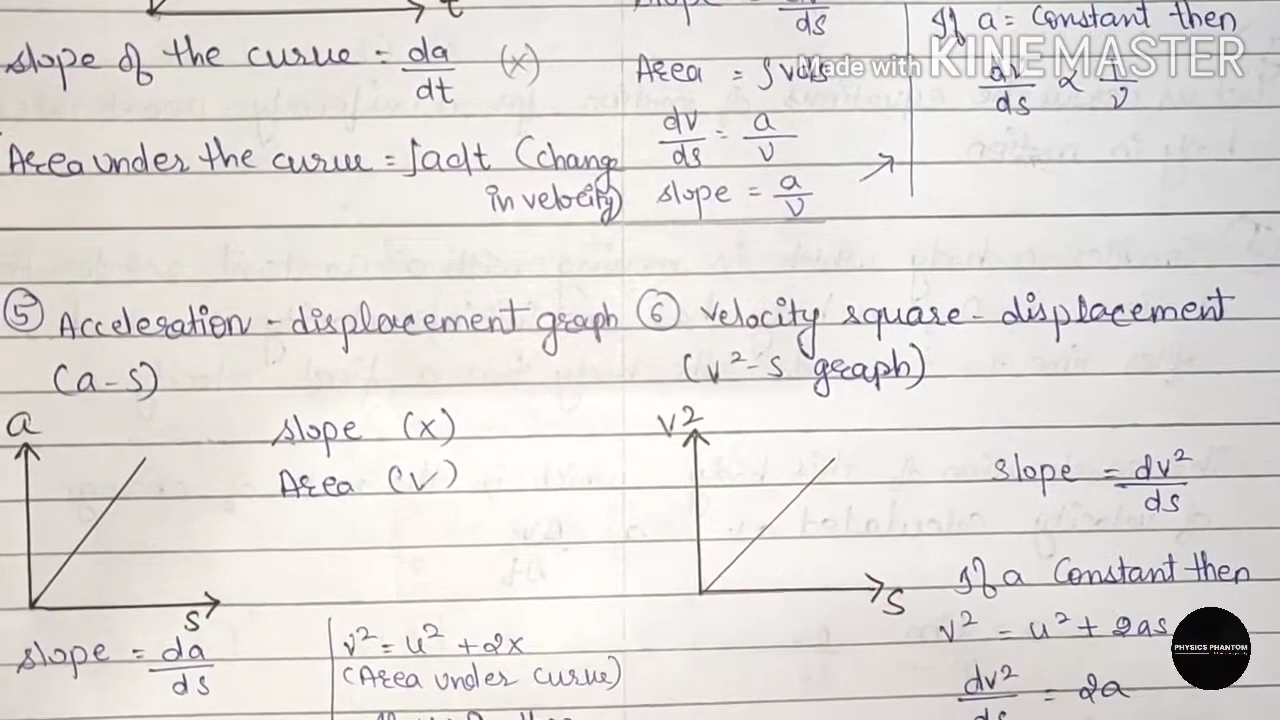 t
slope of the curve = da/dt (x)
Area under the curve = ∫adt (change
in velocity)
ds
Area = ∫vds
dv/ds = a/v
slope = a/v
If a = Constant then
dv/ds ∝ 1/v
Made with KINEMASTER
⑤ Acceleration - displacement graph
(a-s)
a
slope (x)
Area (✓)
s
slope = da/ds
v² = u² + 2x
(Area under curve)
⑥ velocity square - displacement
(v²-s graph)
v2
slope = dv²/ds
s
If a Constant then
v² = u² + 2as
dv²/ds = 2a
PHYSICS PHANTOM